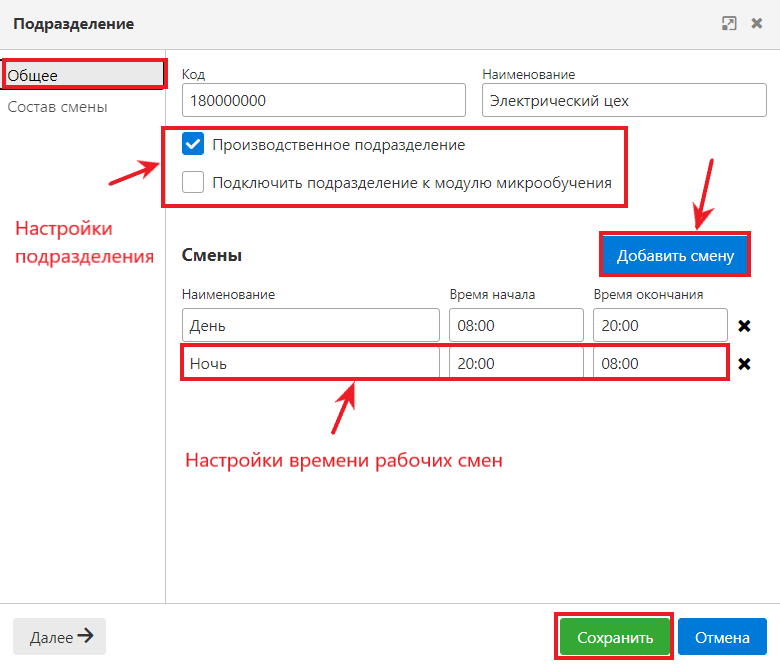 Подразделение
Общее
Состав смены
Код
Наименование
180000000
Электрический цех
Производственное подразделение
Подключить подразделение к модулю микрообучения
Настройки
подразделения
Смены
Добавить смену
Наименование
Время начала
Время окончания
День
08:00
20:00
Ночь
20:00
08:00
Настройки времени рабочих смен
Далее
Сохранить
Отмена